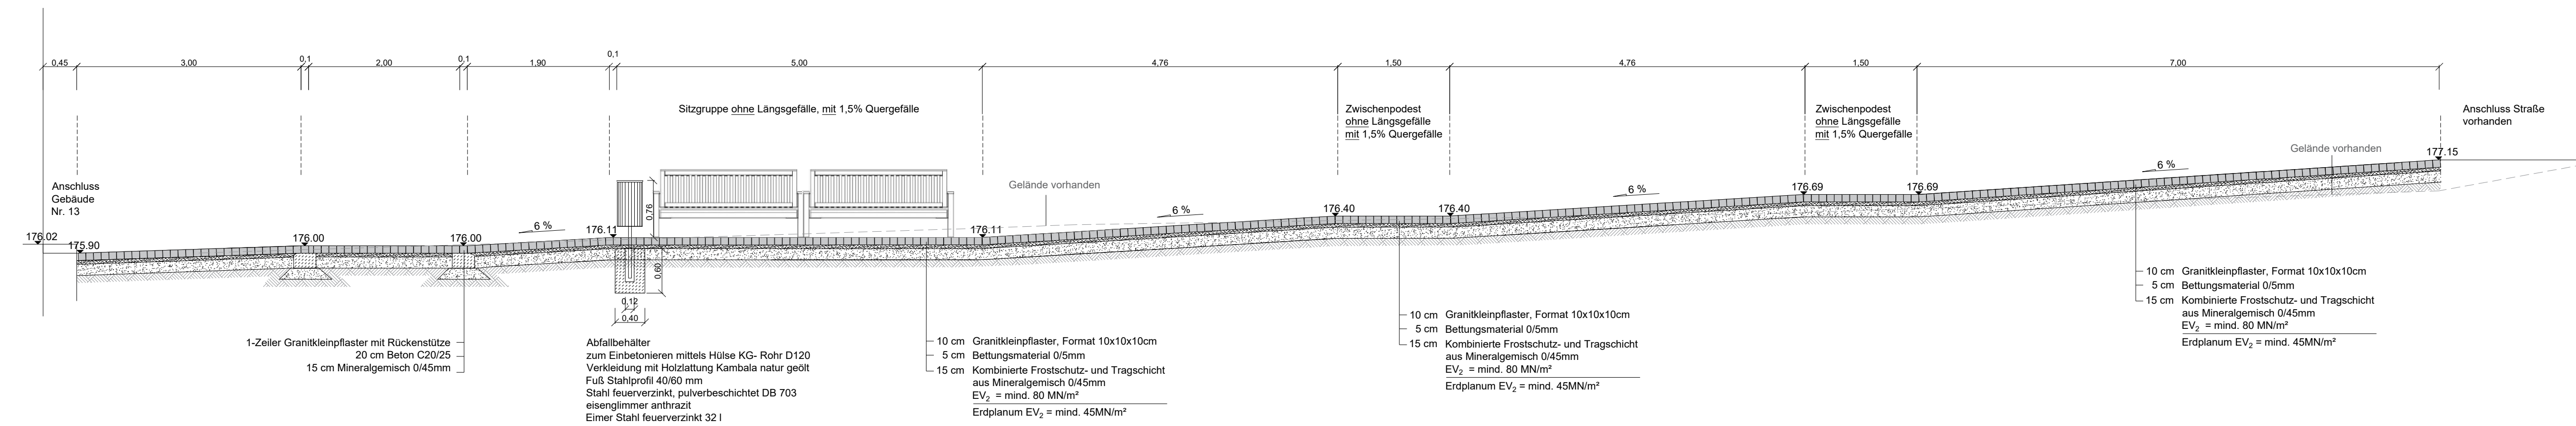 0,45
3,00
0,1
2,00
0,1
1,90
0,1
5,00
4,76
1,50
4,76
1,50
7,00
Sitzgruppe ohne Längsgefälle, mit 1,5% Quergefälle
Zwischenpodest
ohne Längsgefälle
mit 1,5% Quergefälle
Zwischenpodest
ohne Längsgefälle
mit 1,5% Quergefälle
Anschluss Straße
vorhanden
Gelände vorhanden
177.15
6 %
Anschluss
Gebäude
Nr. 13
Gelände vorhanden
6 %
176.69
176.69
0,76
6 %
176.40
176.40
6 %
176.11
176.11
176.02
175.90
176.00
176.00
0,60
0,12
0,40
1-Zeiler Granitkleinpflaster mit Rückenstütze
20 cm Beton C20/25
15 cm Mineralgemisch 0/45mm
Abfallbehälter
zum Einbetonieren mittels Hülse KG- Rohr D120
Verkleidung mit Holzlattung Kambala natur geölt
Fuß Stahlprofil 40/60 mm
Stahl feuerverzinkt, pulverbeschichtet DB 703
eisenglimmer anthrazit
Eimer Stahl feuerverzinkt 32 l
10 cm Granitkleinpflaster, Format 10x10x10cm
5 cm Bettungsmaterial 0/5mm
15 cm Kombinierte Frostschutz- und Tragschicht
aus Mineralgemisch 0/45mm
EV₂ = mind. 80 MN/m²
Erdplanum EV₂ = mind. 45MN/m²
10 cm Granitkleinpflaster, Format 10x10x10cm
5 cm Bettungsmaterial 0/5mm
15 cm Kombinierte Frostschutz- und Tragschicht
aus Mineralgemisch 0/45mm
EV₂ = mind. 80 MN/m²
Erdplanum EV₂ = mind. 45MN/m²
10 cm Granitkleinpflaster, Format 10x10x10cm
5 cm Bettungsmaterial 0/5mm
15 cm Kombinierte Frostschutz- und Tragschicht
aus Mineralgemisch 0/45mm
EV₂ = mind. 80 MN/m²
Erdplanum EV₂ = mind. 45MN/m²